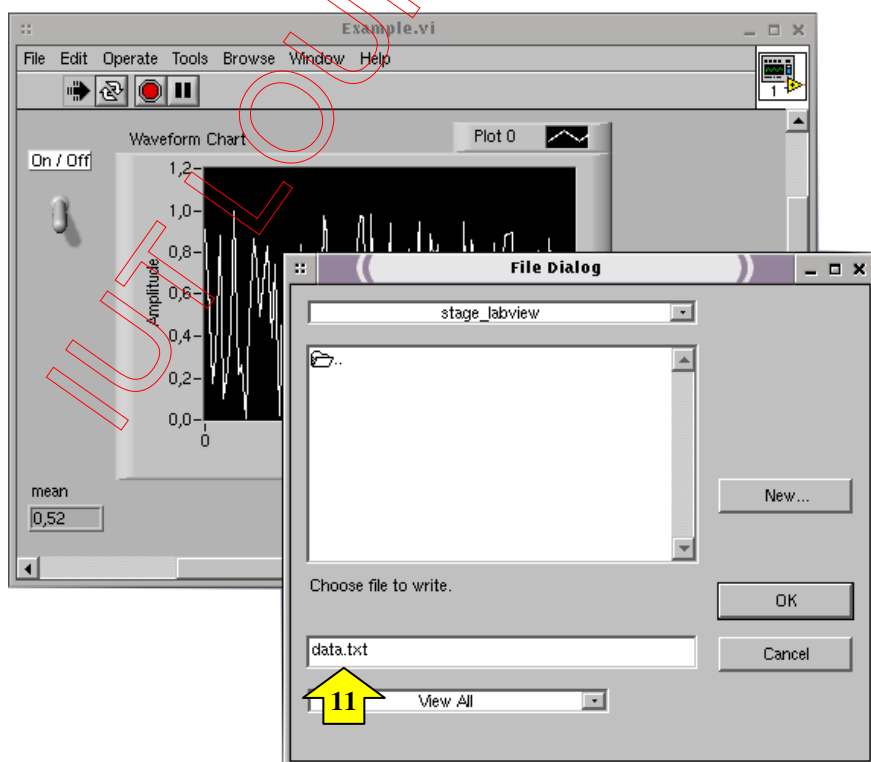 Example.vi
File Edit Operate Tools Browse Window Help
1
Waveform Chart
Plot 0
On / Off
1,2
1,0
0,8
0,6
0,4
0,2
0,0
Amplitude
0
mean
0,52
File Dialog
stage_labview
..
New...
Choose file to write.
OK
data.txt
Cancel
11
View All
IUT LOU